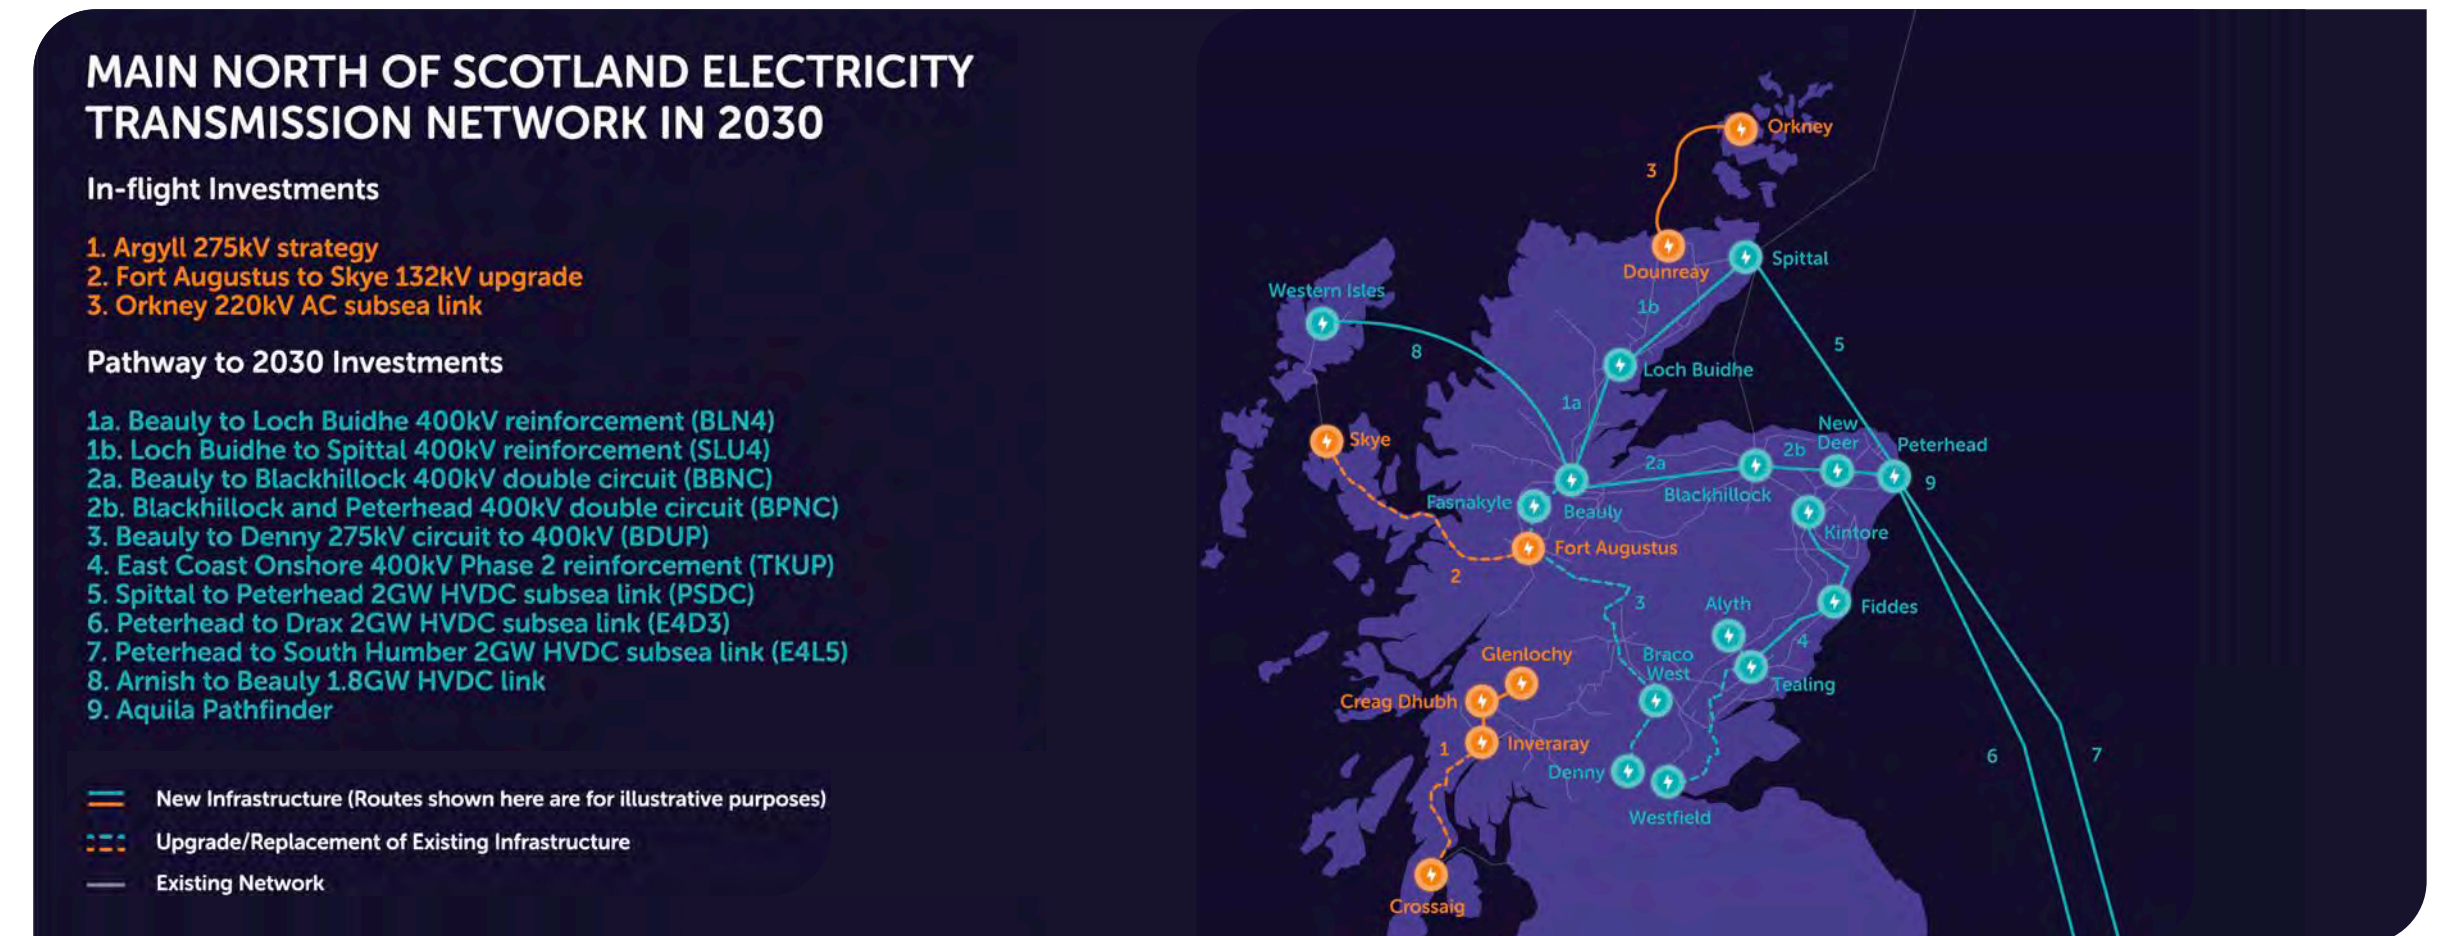 MAIN NORTH OF SCOTLAND ELECTRICITY
TRANSMISSION NETWORK IN 2030
In-flight Investments
1. Argyll 275kV strategy
2. Fort Augustus to Skye 132kV upgrade
3. Orkney 220kV AC subsea link
Pathway to 2030 Investments
1a. Beauly to Loch Buidhe 400kV reinforcement (BLN4)
1b. Loch Buidhe to Spittal 400kV reinforcement (SLU4)
2a. Beauly to Blackhillock 400kV double circuit (BBNC)
2b. Blackhillock and Peterhead 400kV double circuit (BPNC)
3. Beauly to Denny 275kV circuit to 400kV (BDUP)
4. East Coast Onshore 400kV Phase 2 reinforcement (TKUP)
5. Spittal to Peterhead 2GW HVDC subsea link (PSDC)
6. Peterhead to Drax 2GW HVDC subsea link (E4D3)
7. Peterhead to South Humber 2GW HVDC subsea link (E4L5)
8. Arnish to Beauly 1.8GW HVDC link
9. Aquila Pathfinder
New Infrastructure (Routes shown here are for illustrative purposes)
Upgrade/Replacement of Existing Infrastructure
Existing Network
Orkney
3
Dounreay
Spittal
Western Isles
1b
8
5
Loch Buidhe
1a
Skye
New
Deer
2b
Peterhead
2a
9
Blackhillock
Fasnakyle
Beauly
Kintore
Fort Augustus
2
3
Alyth
Fiddes
4
Glenlochy
Braco
West
Tealing
Creag Dhubh
1
Inveraray
6
7
Denny
Westfield
Crossaig